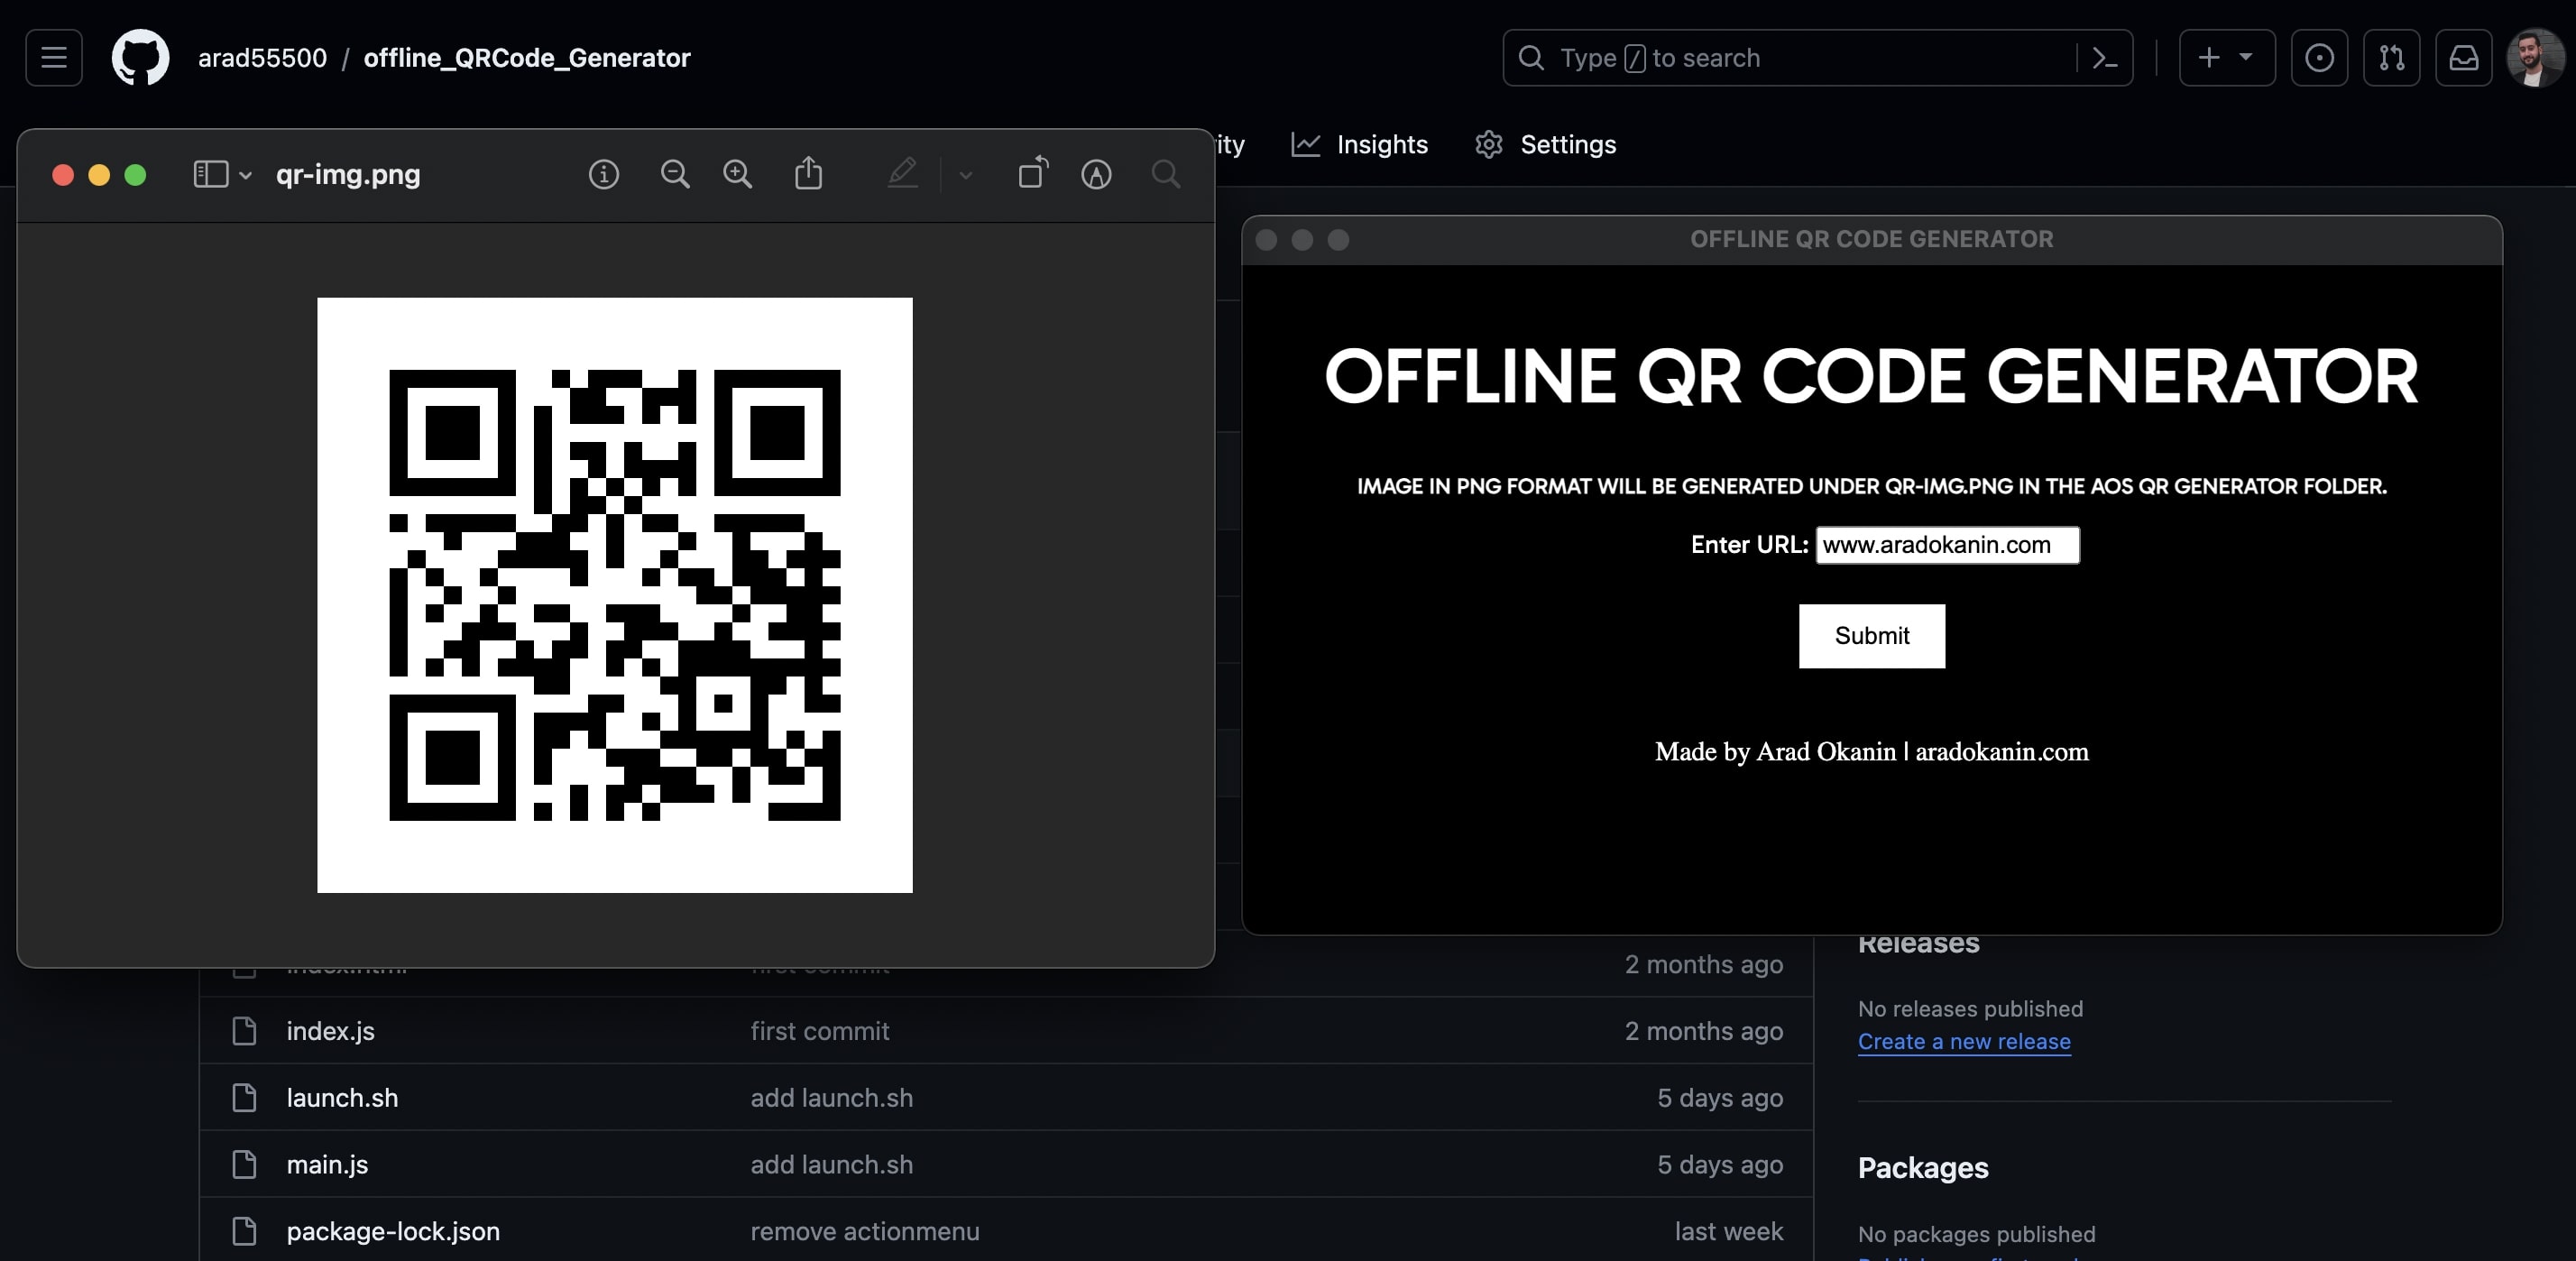 arad55500 / offline_QRCode_Generator
Type / to search
Insights
Settings
qr-img.png
OFFLINE QR CODE GENERATOR
OFFLINE QR CODE GENERATOR
IMAGE IN PNG FORMAT WILL BE GENERATED UNDER QR-IMG.PNG IN THE AOS QR GENERATOR FOLDER.
Enter URL: www.aradokanin.com
Submit
Made by Arad Okanin | aradokanin.com
2 months ago
index.js first commit 2 months ago
launch.sh add launch.sh 5 days ago
main.js add launch.sh 5 days ago
package-lock.json remove actionmenu last week
Releases
No releases published
Create a new release
Packages
No packages published